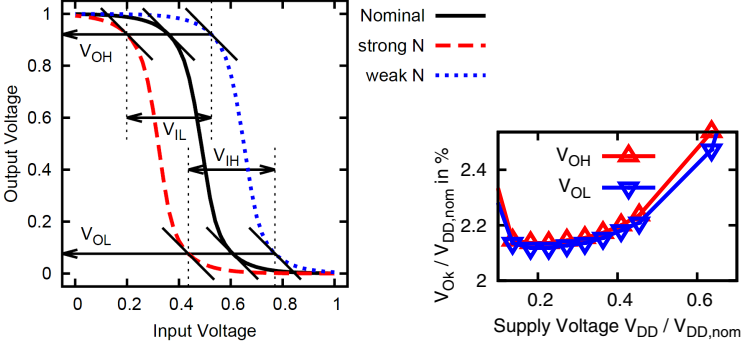 1
0.8
0.6
0.4
0.2
0
0 0.2 0.4 0.6 0.8 1
Output Voltage
Input Voltage
V_OH
V_IL
V_IH
V_OL
Nominal
strong N
weak N
V_OH
V_OL
2.4
2.2
2
0.2 0.4 0.6
V_Ok / V_DD,nom in %
Supply Voltage V_DD / V_DD,nom